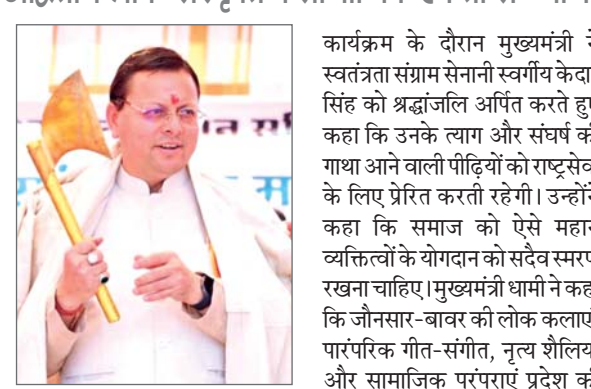 कार्यक्रम के दौरान मुख्यमंत्री ने
स्वतंत्रता संग्राम सेनानी स्वर्गीय केदा
सिंह को श्रद्धांजलि अर्पित करते हुए
कहा कि उनके त्याग और संघर्ष की
गाथा आने वाली पीढ़ियों को राष्ट्रसेव
के लिए प्रेरित करती रहेगी। उन्होंने
कहा कि समाज को ऐसे महान
व्यक्तित्वों के योगदान को सदैव स्मरण
रखना चाहिए। मुख्यमंत्री धामी ने कह
कि जौनसार-बावर की लोक कलाएं
पारंपरिक गीत-संगीत, नृत्य शैलिय
और सामाजिक परंपराएं प्रदेश की